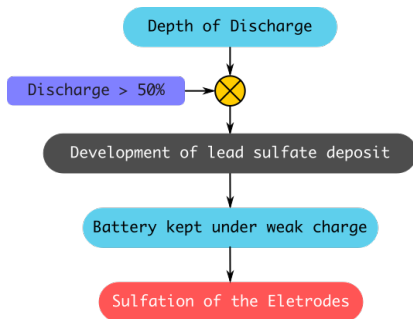 Depth of Discharge
Discharge > 50%
Development of lead sulfate deposit
Battery kept under weak charge
Sulfation of the Eletrodes